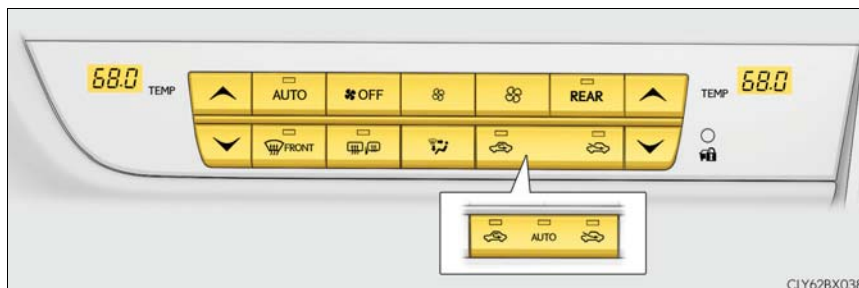 68.0 TEMP AUTO OFF REAR TEMP 68.0
FRONT
AUTO
CLY62BX038